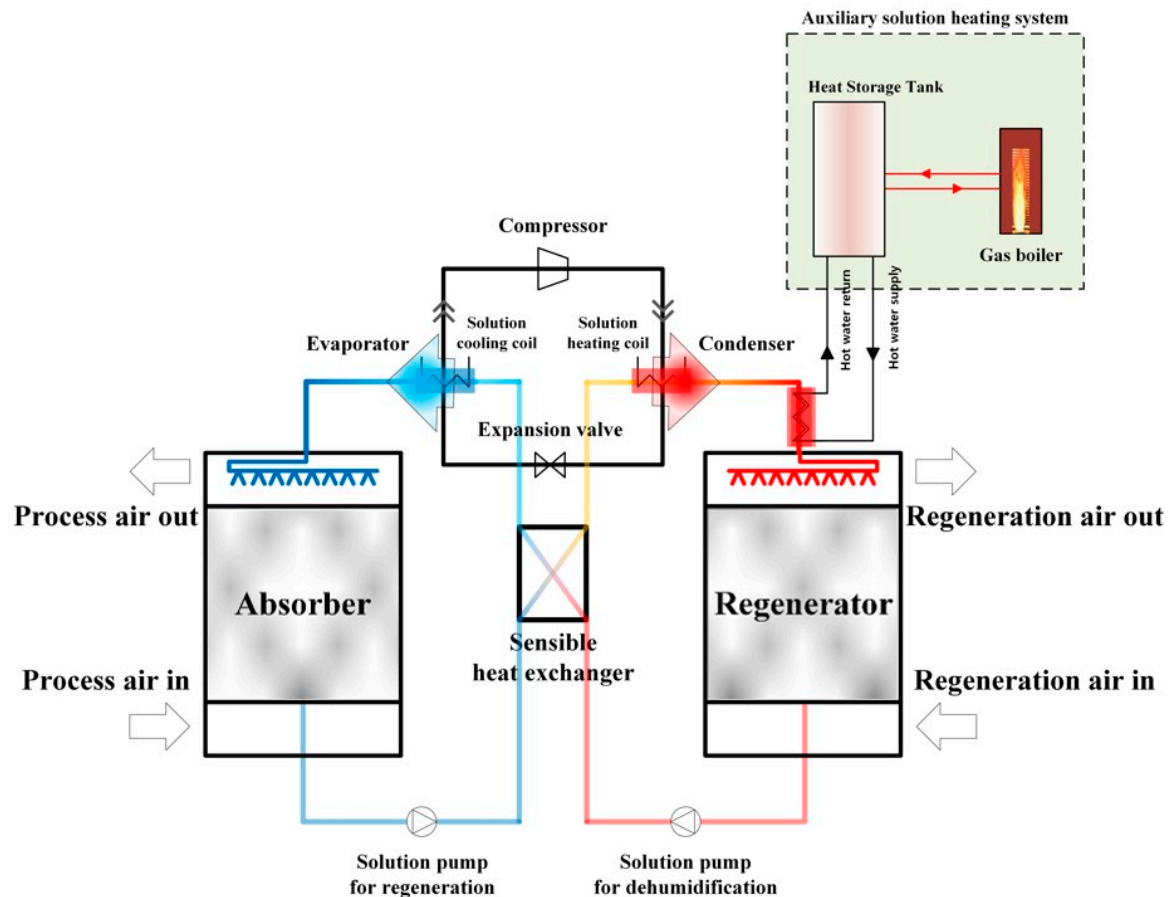 Auxiliary solution heating system
Heat Storage Tank
Gas boiler
Hot water return
Hot water supply
Compressor
Evaporator
Solution
cooling coil
Solution
heating coil
Condenser
Expansion valve
Process air out
Regeneration air out
Absorber
Regenerator
Sensible
heat exchanger
Process air in
Regeneration air in
Solution pump
for regeneration
Solution pump
for dehumidification